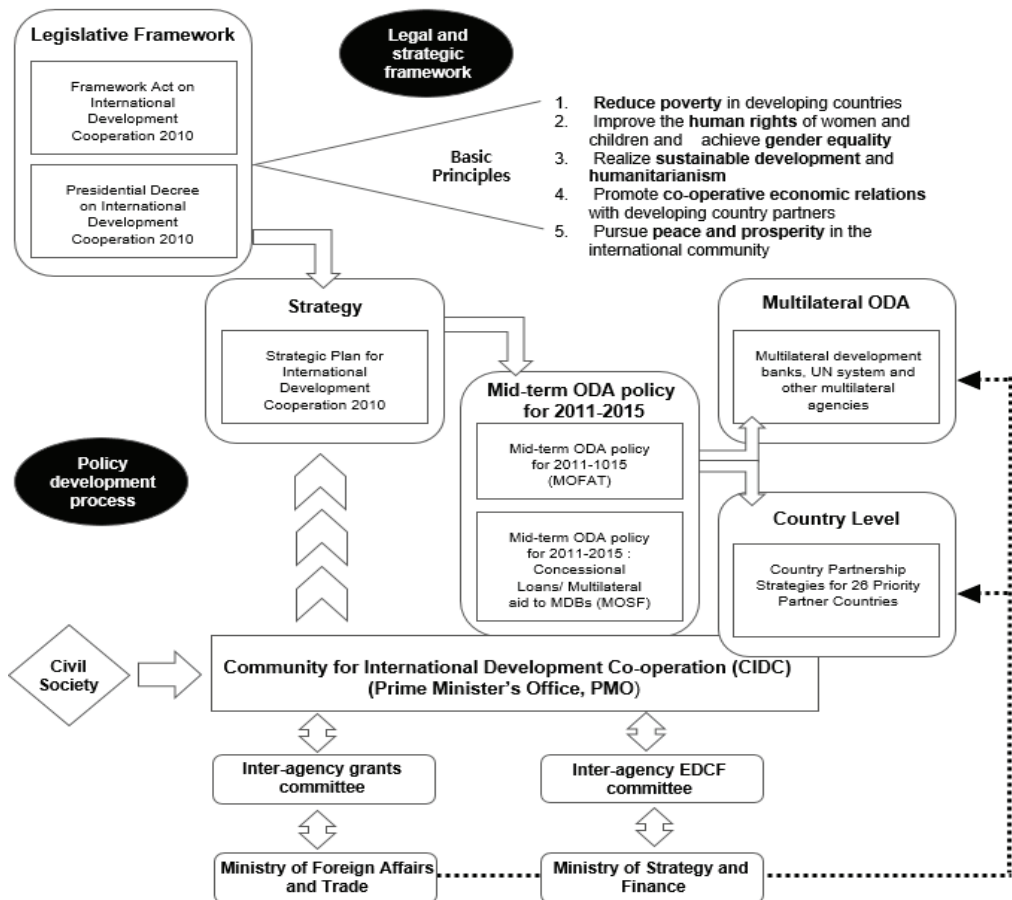 Legislative Framework
Framework Act on
International
Development
Cooperation 2010
Presidential Decree
on International
Development
Cooperation 2010
Legal and
strategic
framework
Basic
Principles
1. Reduce poverty in developing countries
2. Improve the human rights of women and
children and achieve gender equality
3. Realize sustainable development and
humanitarianism
4. Promote co-operative economic relations
with developing country partners
5. Pursue peace and prosperity in the
international community
Strategy
Strategic Plan for
International
Development
Cooperation 2010
Mid-term ODA policy
for 2011-2015
Mid-term ODA policy
for 2011-1015
(MOFAT)
Mid-term ODA policy
for 2011-2015 :
Concessional
Loans/ Multilateral
aid to MDBs (MOSF)
Multilateral ODA
Multilateral development
banks, UN system and
other multilateral
agencies
Country Level
Country Partnership
Strategies for 26 Priority
Partner Countries
Policy
development
process
Civil
Society
Community for International Development Co-operation (CIDC)
(Prime Minister's Office, PMO)
Inter-agency grants
committee
Inter-agency EDCF
committee
Ministry of Foreign Affairs
and Trade
Ministry of Strategy and
Finance